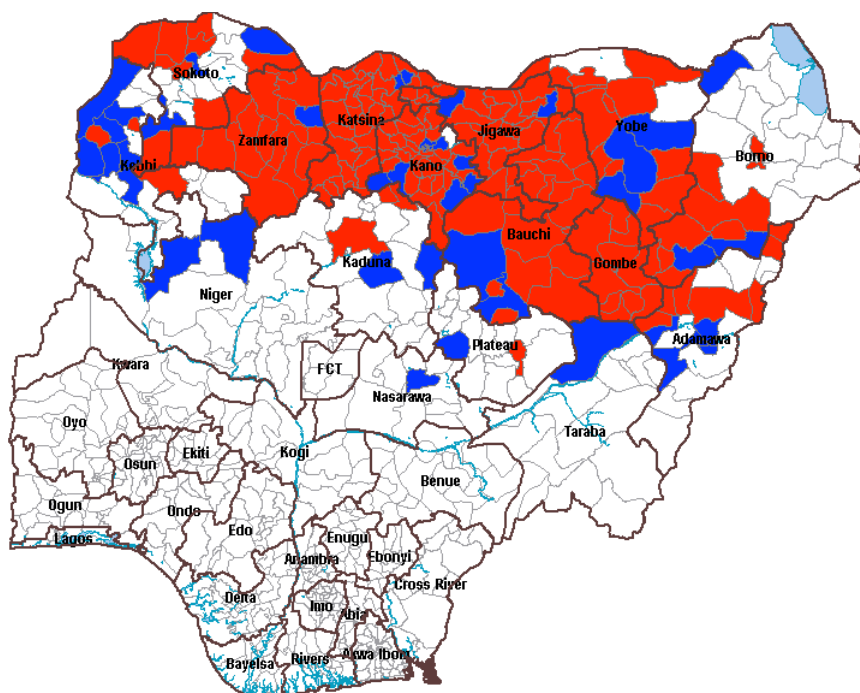 Sokoto
Katsina
Zamfara
Jigawa
Yobe
Kebbi
Kano
Borno
Bauchi
Kaduna
Gombe
Niger
Plateau
Adamawa
Kwara
FCT
Nasarawa
Oyo
Taraba
Osun
Ekiti
Kogi
Benue
Ogun
Ondo
Edo
Lagos
Enugu
Anambra
Ebonyi
Cross River
Delta
Imo
Abia
Bayelsa
Rivers
Akwa Ibom